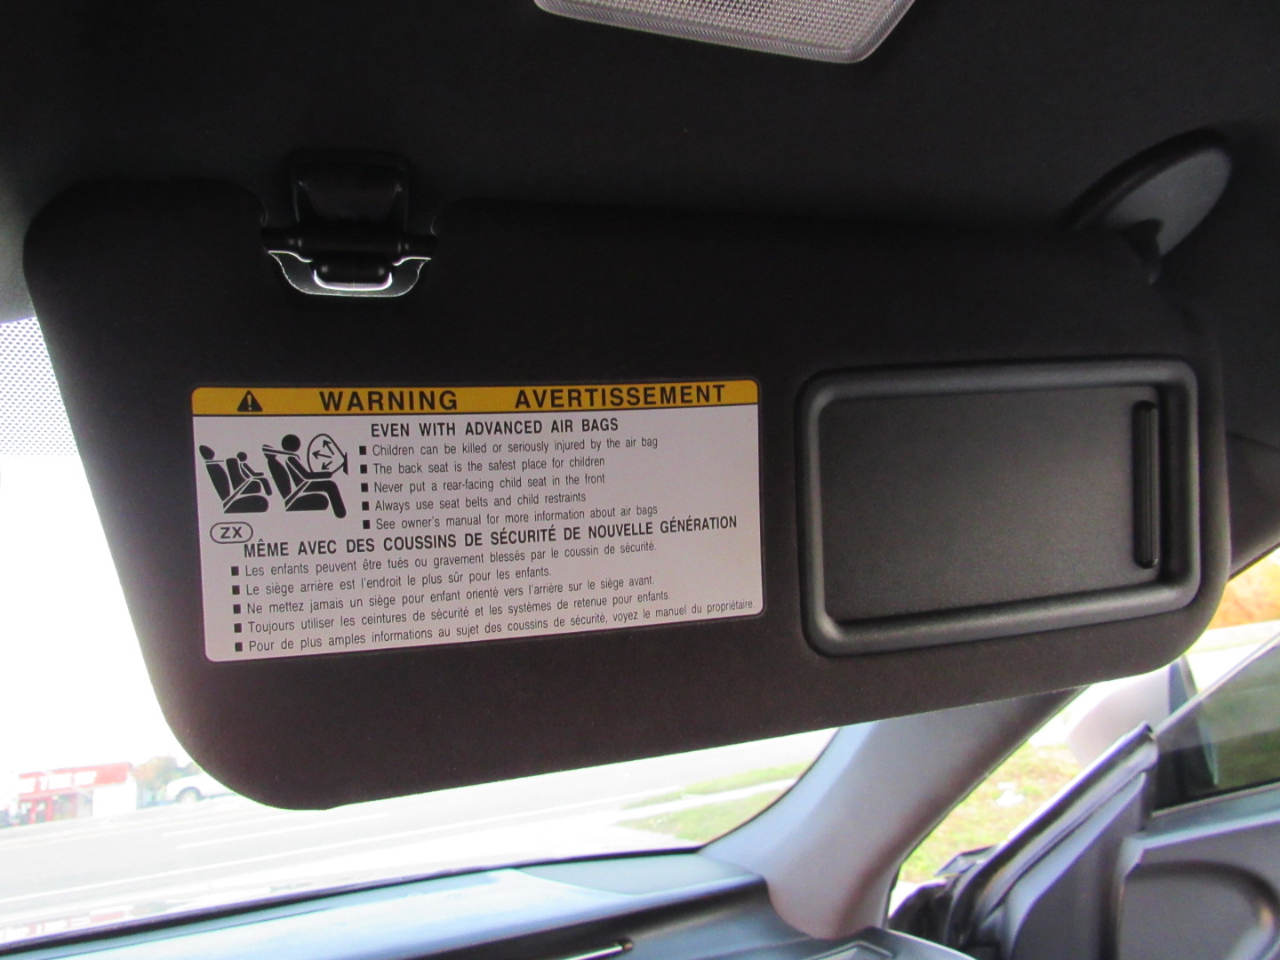 WARNING AVERTISSEMENT
EVEN WITH ADVANCED AIR BAGS
■ Children can be killed or seriously injured by the air bag
■ The back seat is the safest place for children
■ Never put a rear-facing child seat in the front
■ Always use seat belts and child restraints
■ See owner's manual for more information about air bags
ZX
MÊME AVEC DES COUSSINS DE SÉCURITÉ DE NOUVELLE GÉNÉRATION
■ Les enfants peuvent être tués ou gravement blessés par le coussin de sécurité.
■ Le siège arrière est l'endroit le plus sûr pour les enfants.
■ Ne mettez jamais un siège pour enfant orienté vers l'arrière sur le siège avant.
■ Toujours utiliser les ceintures de sécurité et les systèmes de retenue pour enfants.
■ Pour de plus amples informations au sujet des coussins de sécurité, voyez le manuel du propriétaire.